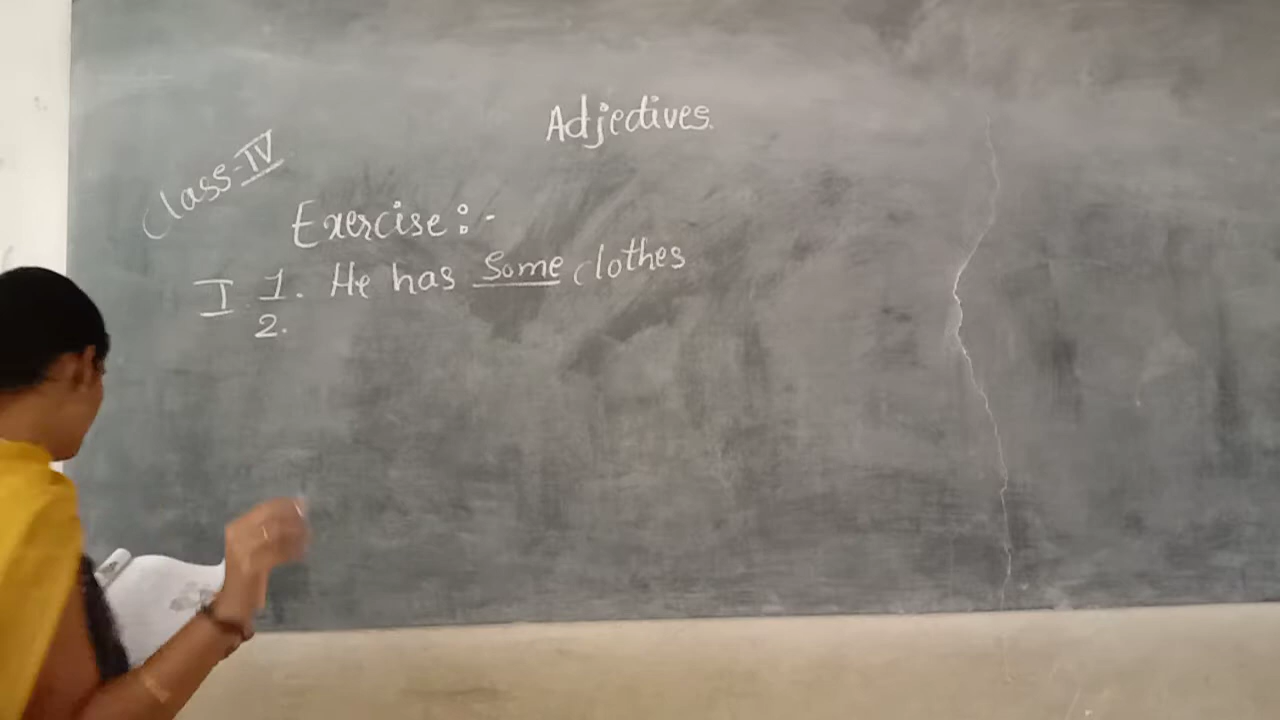 Adjectives.
Class-IV
Exercise:-
I 1. He has Some clothes
2.